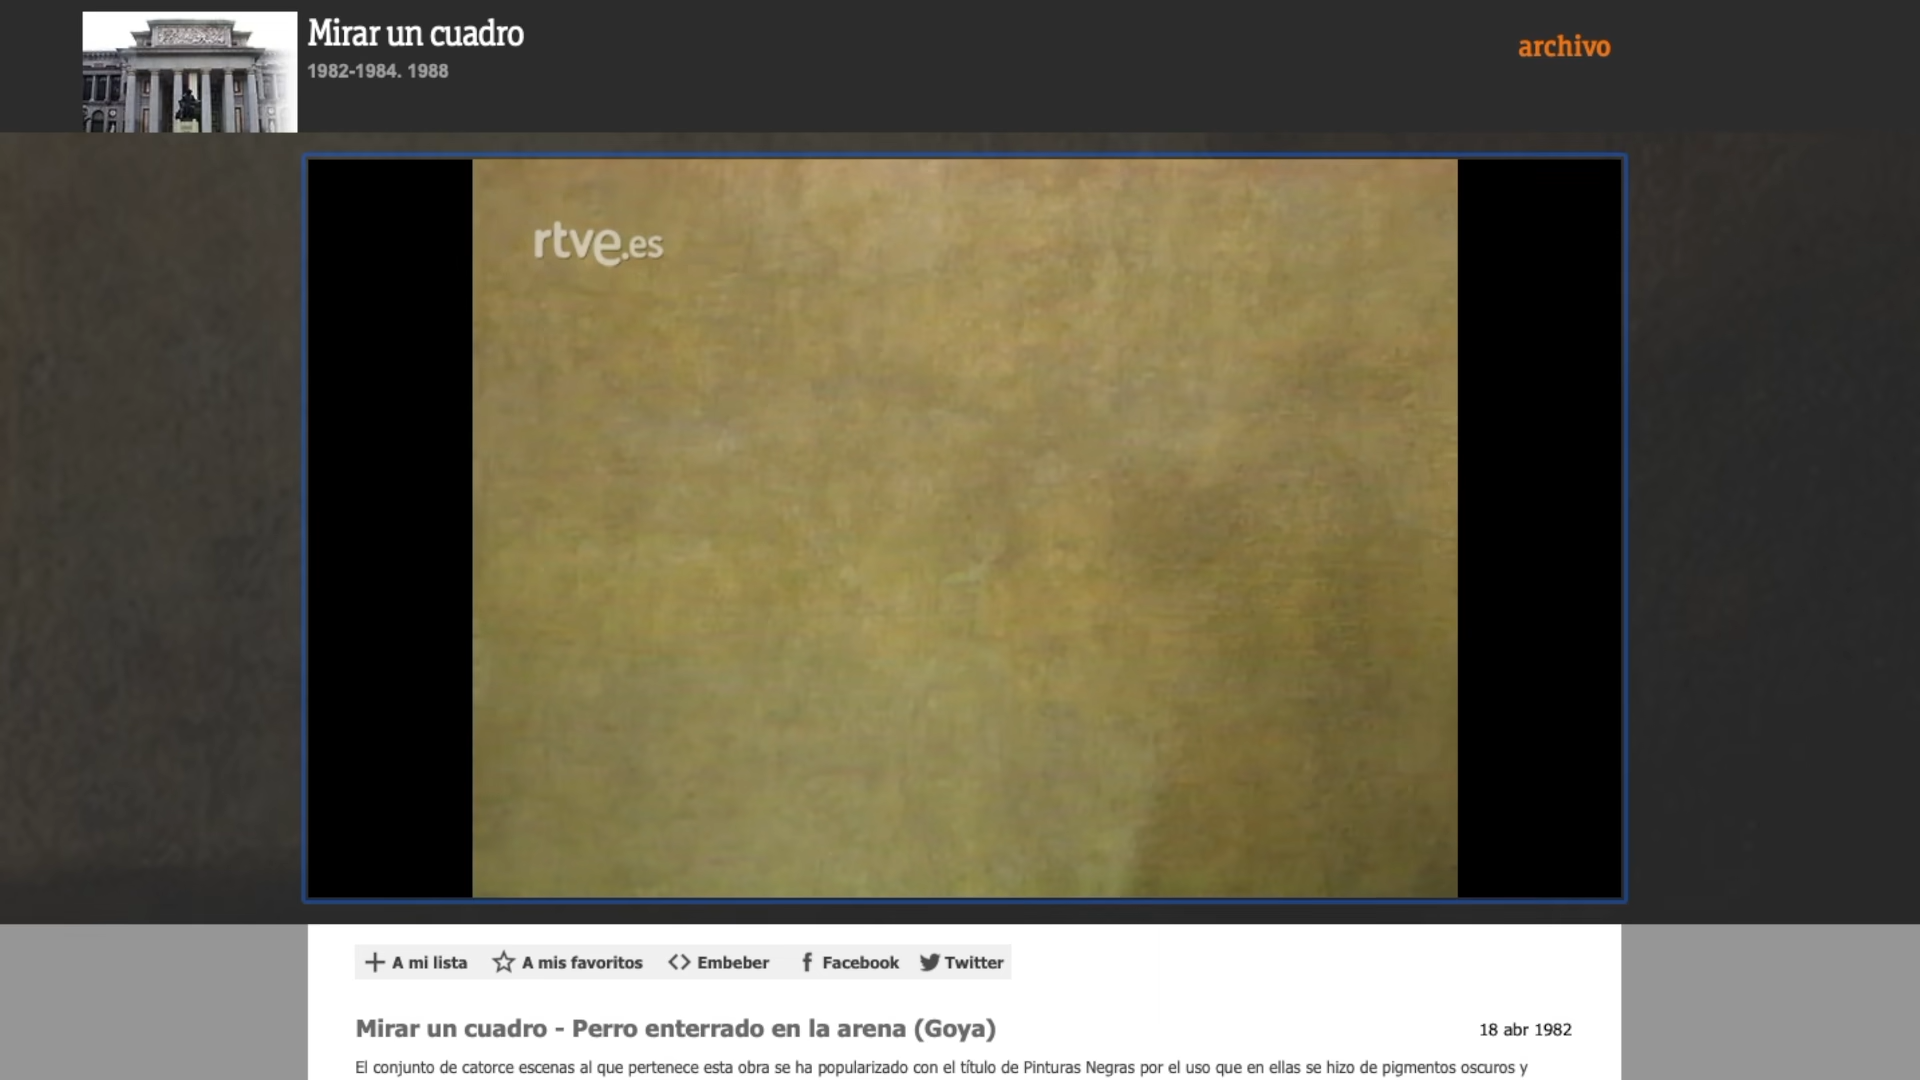 Mirar un cuadro
1982-1984. 1988
archivo
rtve.es
A mi lista A mis favoritos Embeber Facebook Twitter
Mirar un cuadro - Perro enterrado en la arena (Goya)
18 abr 1982
El conjunto de catorce escenas al que pertenece esta obra se ha popularizado con el título de Pinturas Negras por el uso que en ellas se hizo de pigmentos oscuros y